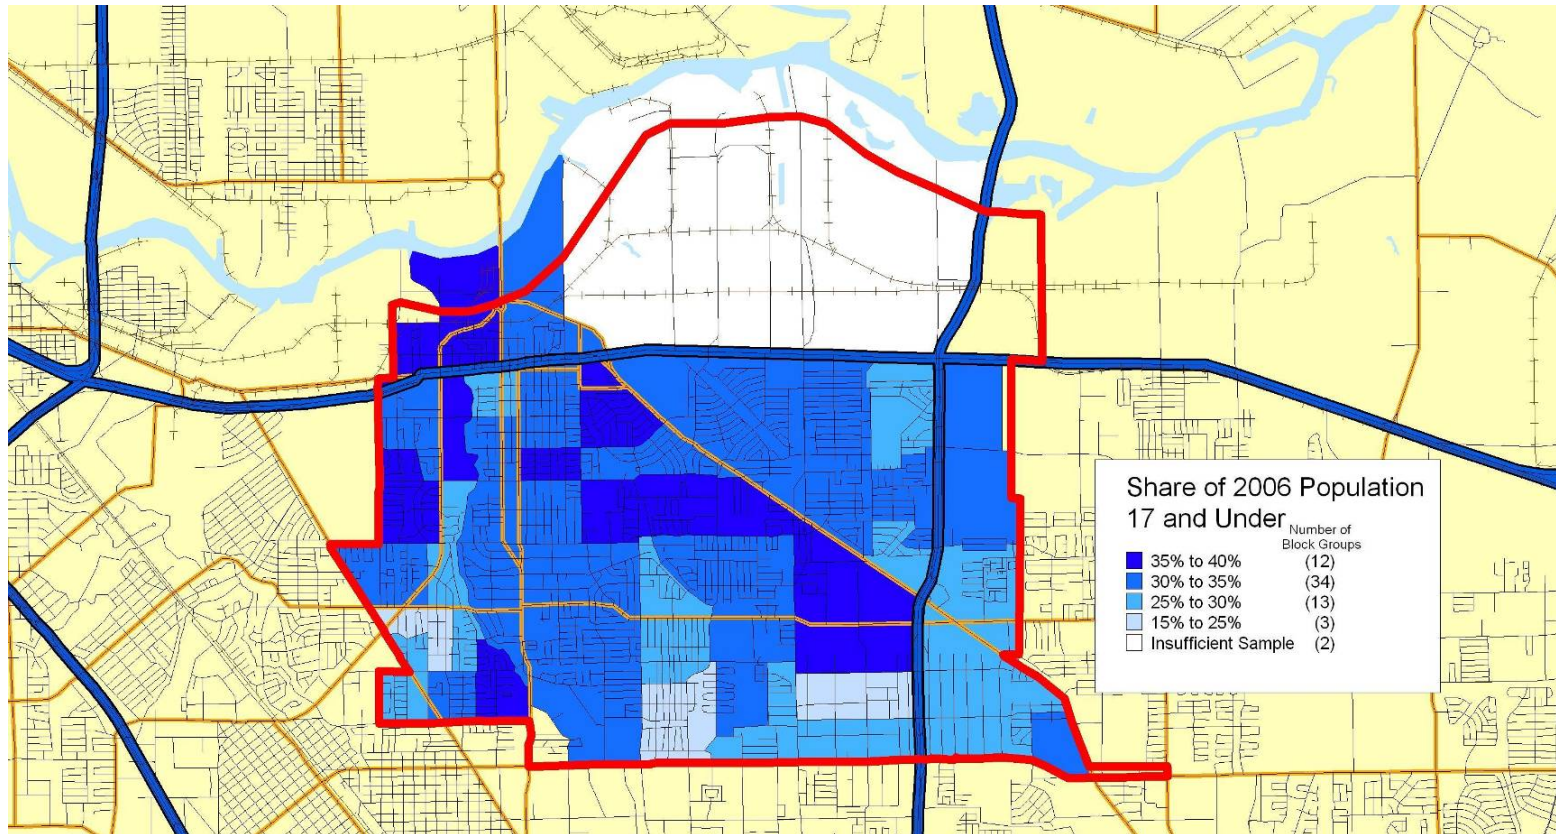 Share of 2006 Population
17 and Under
Number of
Block Groups
35% to 40% (12)
30% to 35% (34)
25% to 30% (13)
15% to 25% (3)
Insufficient Sample (2)